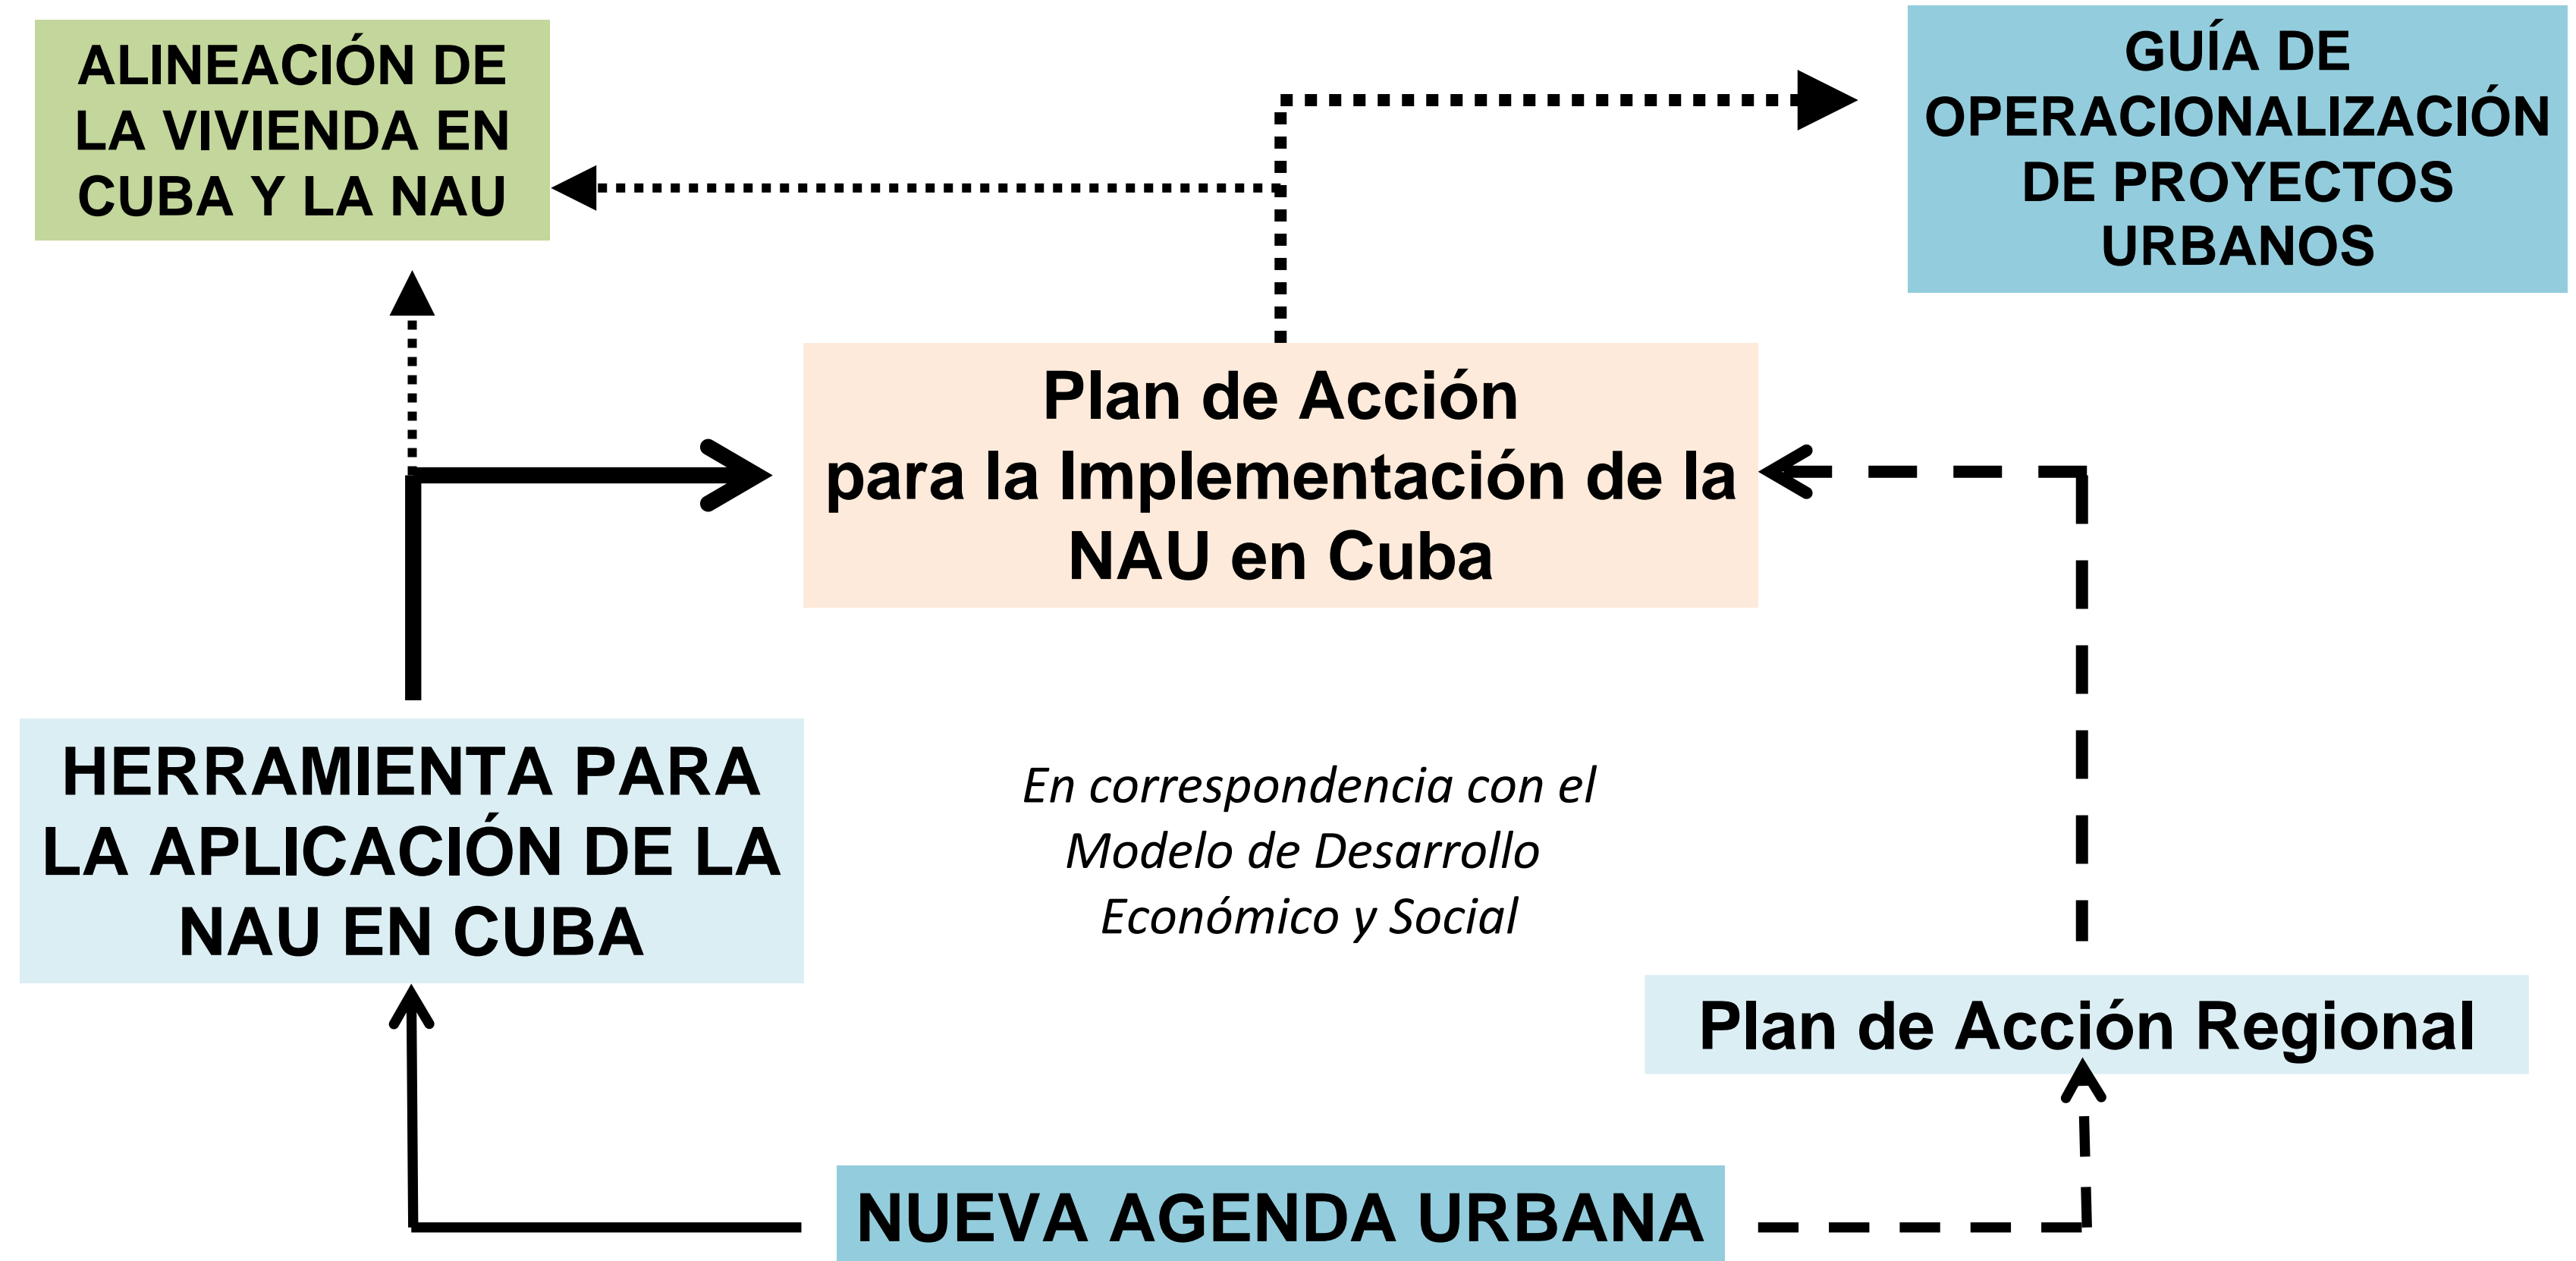 ALINEACIÓN DE
LA VIVIENDA EN
CUBA Y LA NAU
GUÍA DE
OPERACIONALIZACIÓN
DE PROYECTOS
URBANOS
Plan de Acción
para la Implementación de la
NAU en Cuba
HERRAMIENTA PARA
LA APLICACIÓN DE LA
NAU EN CUBA
En correspondencia con el
Modelo de Desarrollo
Económico y Social
Plan de Acción Regional
NUEVA AGENDA URBANA